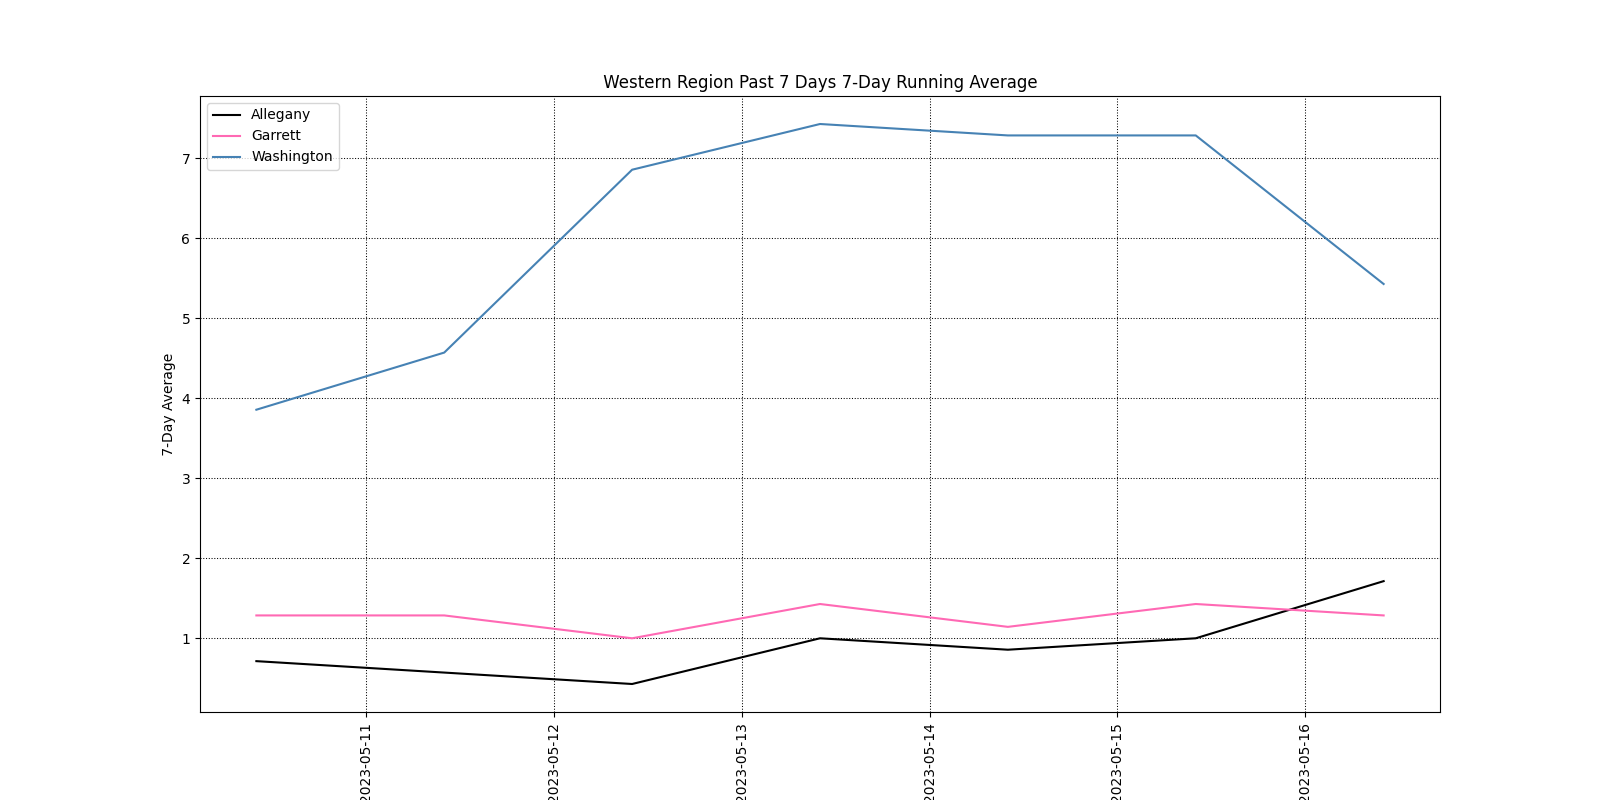 Western Region Past 7 Days 7-Day Running Average
Allegany
Garrett
Washington
7
6
5
4
3
2
1
7-Day Average
2023-05-11
2023-05-12
2023-05-13
2023-05-14
2023-05-15
2023-05-16